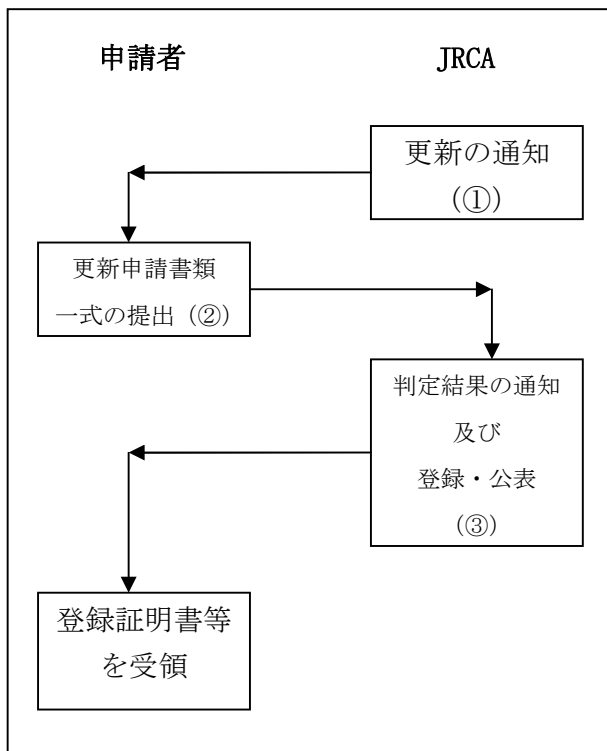 申請者 JRCA
更新の通知
(①)
更新申請書類
一式の提出（②）
判定結果の通知
及び
登録・公表
（③）
登録証明書等
を受領